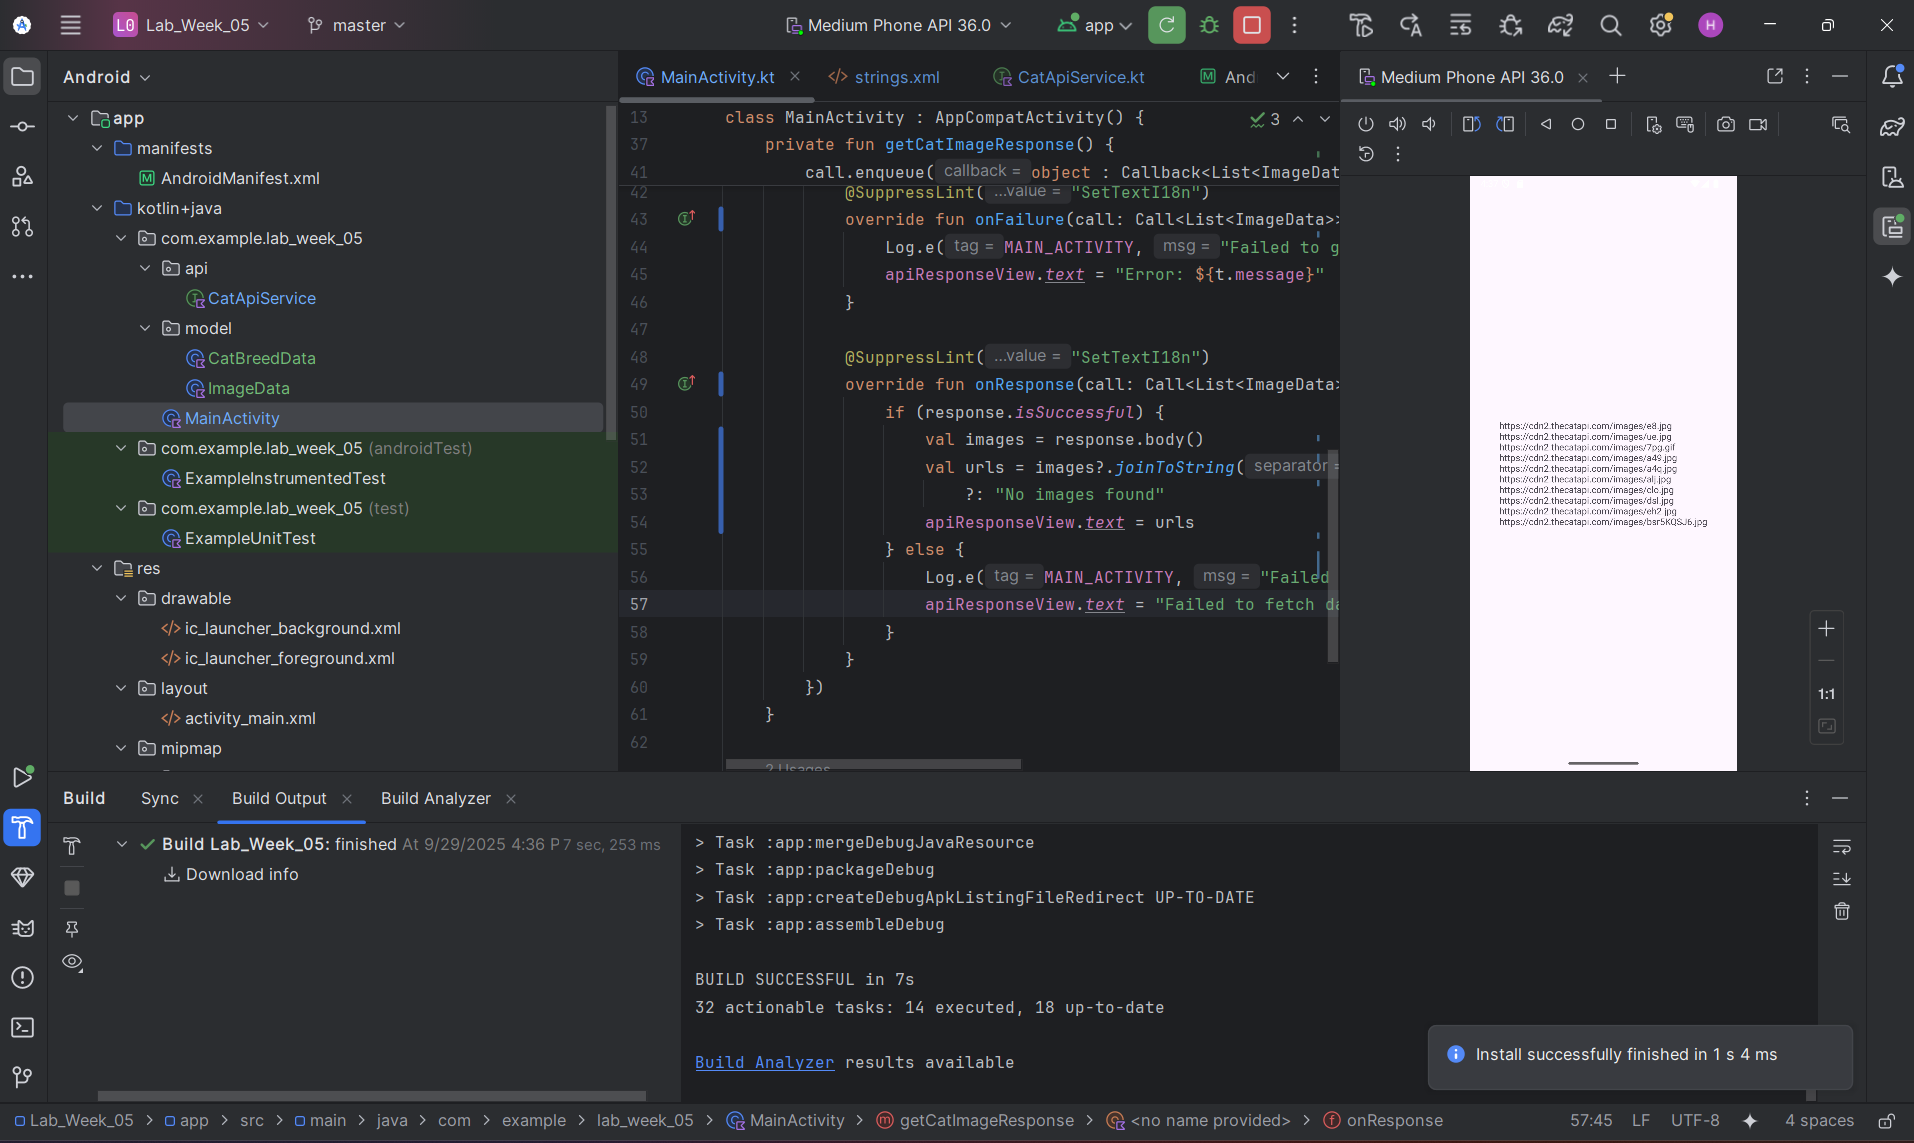 L0 Lab_Week_05 master Medium Phone API 36.0 app H
Android
app
manifests
AndroidManifest.xml
kotlin+java
com.example.lab_week_05
api
CatApiService
model
CatBreedData
ImageData
MainActivity
com.example.lab_week_05 (androidTest)
ExampleInstrumentedTest
com.example.lab_week_05 (test)
ExampleUnitTest
res
drawable
ic_launcher_background.xml
ic_launcher_foreground.xml
layout
activity_main.xml
mipmap
MainActivity.kt strings.xml CatApiService.kt And
3
13 class MainActivity : AppCompatActivity() {
37 private fun getCatImageResponse() {
41 call.enqueue( callback = object : Callback<List<ImageDat
42 @SuppressLint( ...value = "SetTextI18n")
43 override fun onFailure(call: Call<List<ImageData>>
44 Log.e( tag = MAIN_ACTIVITY, msg = "Failed to g
45 apiResponseView.text = "Error: ${t.message}"
46 }
47
48 @SuppressLint( ...value = "SetTextI18n")
49 override fun onResponse(call: Call<List<ImageData>
50 if (response.isSuccessful) {
51 val images = response.body()
52 val urls = images?.joinToString( separator =
53 ?: "No images found"
54 apiResponseView.text = urls
55 } else {
56 Log.e( tag = MAIN_ACTIVITY, msg = "Failed
57 apiResponseView.text = "Failed to fetch da
58 }
59 }
60 })
61 }
62
2 Usages
Medium Phone API 36.0
https://cdn2.thecatapi.com/images/e8.jpg
https://cdn2.thecatapi.com/images/ue.jpg
https://cdn2.thecatapi.com/images/7pg.gif
https://cdn2.thecatapi.com/images/a49.jpg
https://cdn2.thecatapi.com/images/a4q.jpg
https://cdn2.thecatapi.com/images/alj.jpg
https://cdn2.thecatapi.com/images/clc.jpg
https://cdn2.thecatapi.com/images/dsl.jpg
https://cdn2.thecatapi.com/images/eh2.jpg
https://cdn2.thecatapi.com/images/bsr5KQSJ6.jpg
1:1
Build Sync Build Output Build Analyzer
Build Lab_Week_05: finished At 9/29/2025 4:36 P 7 sec, 253 ms
Download info
> Task :app:mergeDebugJavaResource
> Task :app:packageDebug
> Task :app:createDebugApkListingFileRedirect UP-TO-DATE
> Task :app:assembleDebug
BUILD SUCCESSFUL in 7s
32 actionable tasks: 14 executed, 18 up-to-date
Build Analyzer results available
Install successfully finished in 1 s 4 ms
Lab_Week_05 > app > src > main > java > com > example > lab_week_05 > MainActivity > getCatImageResponse > <no name provided> > onResponse 57:45 LF UTF-8 4 spaces